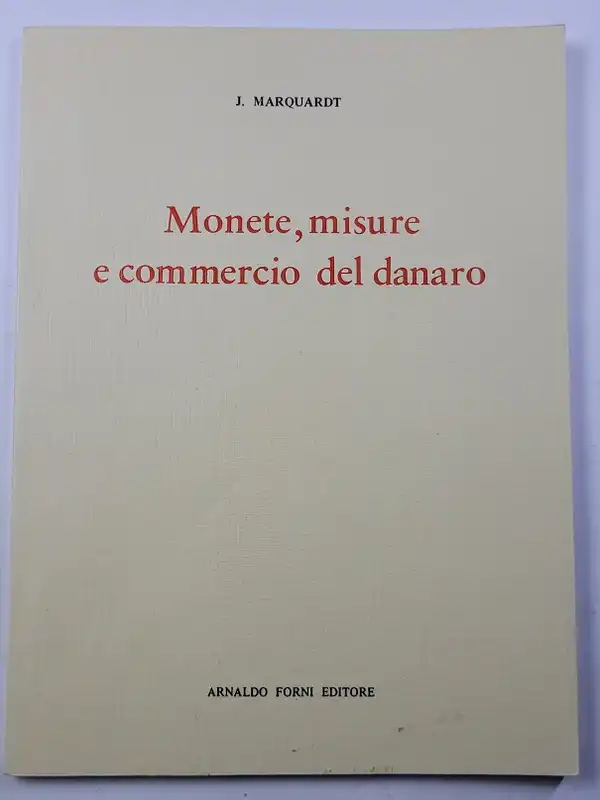 J. MARQUARDT
Monete, misure
e commercio del danaro
ARNALDO FORNI EDITORE